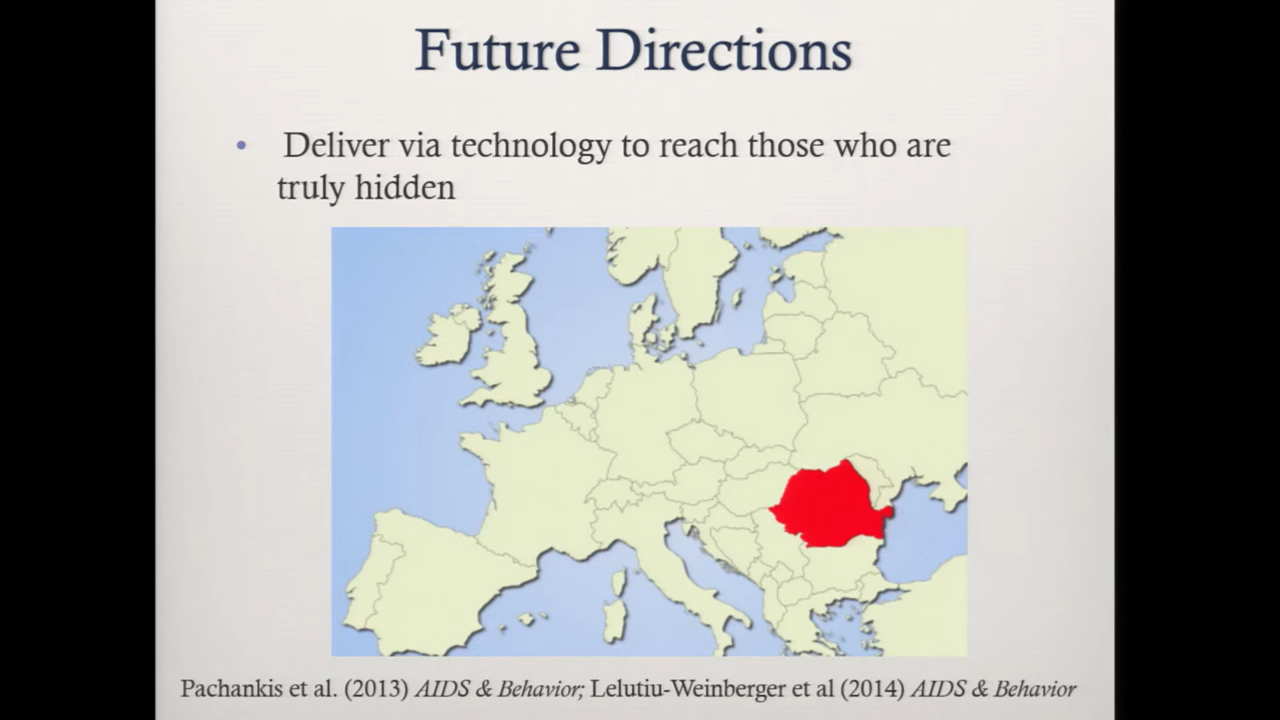 Future Directions
• Deliver via technology to reach those who are
truly hidden
Pachankis et al. (2013) AIDS & Behavior; Lelutiu-Weinberger et al (2014) AIDS & Behavior